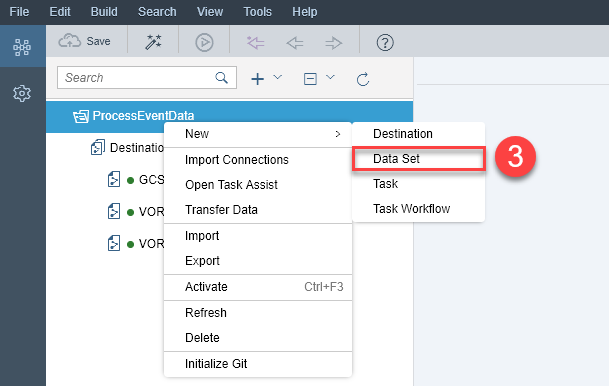 File Edit Build Search View Tools Help
Save
Search
ProcessEventData
New
Destination
Destinatio
Import Connections
Data Set
3
GCS
Open Task Assist
Task
VOR
Transfer Data
Task Workflow
VOR
Import
Export
Activate Ctrl+F3
Refresh
Delete
Initialize Git